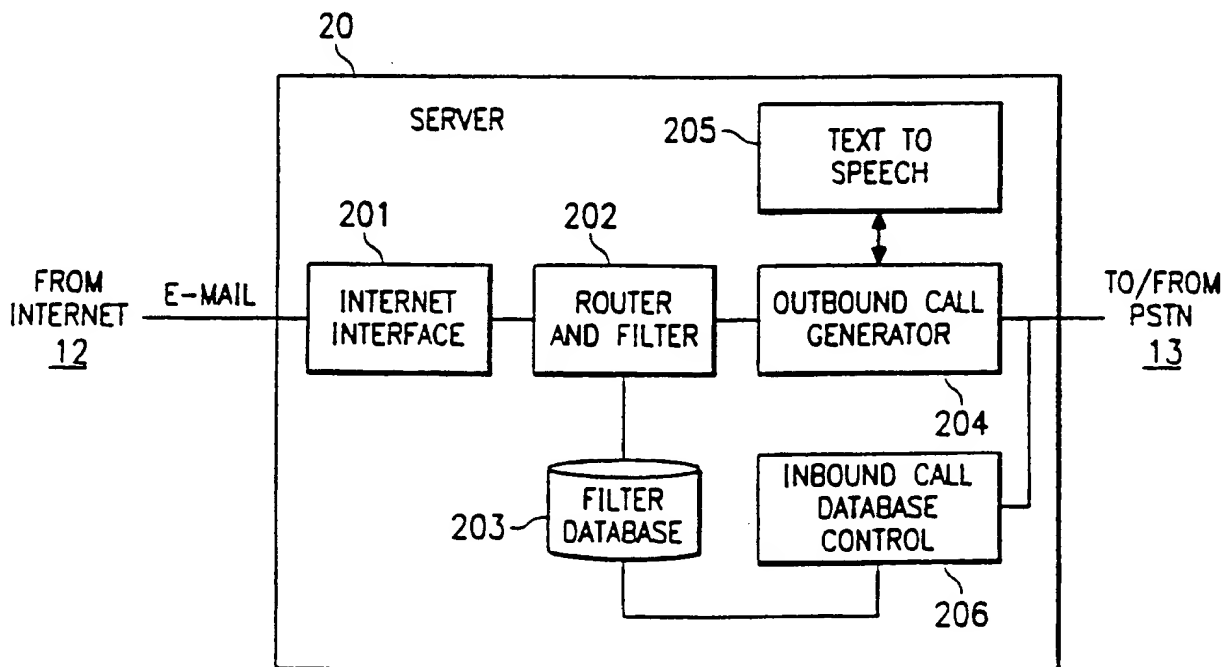 20
SERVER
205
TEXT TO
SPEECH
201
202
FROM
INTERNET
12
E-MAIL
INTERNET
INTERFACE
ROUTER
AND FILTER
OUTBOUND CALL
GENERATOR
TO/FROM
PSTN
13
204
203
FILTER
DATABASE
INBOUND CALL
DATABASE
CONTROL
206